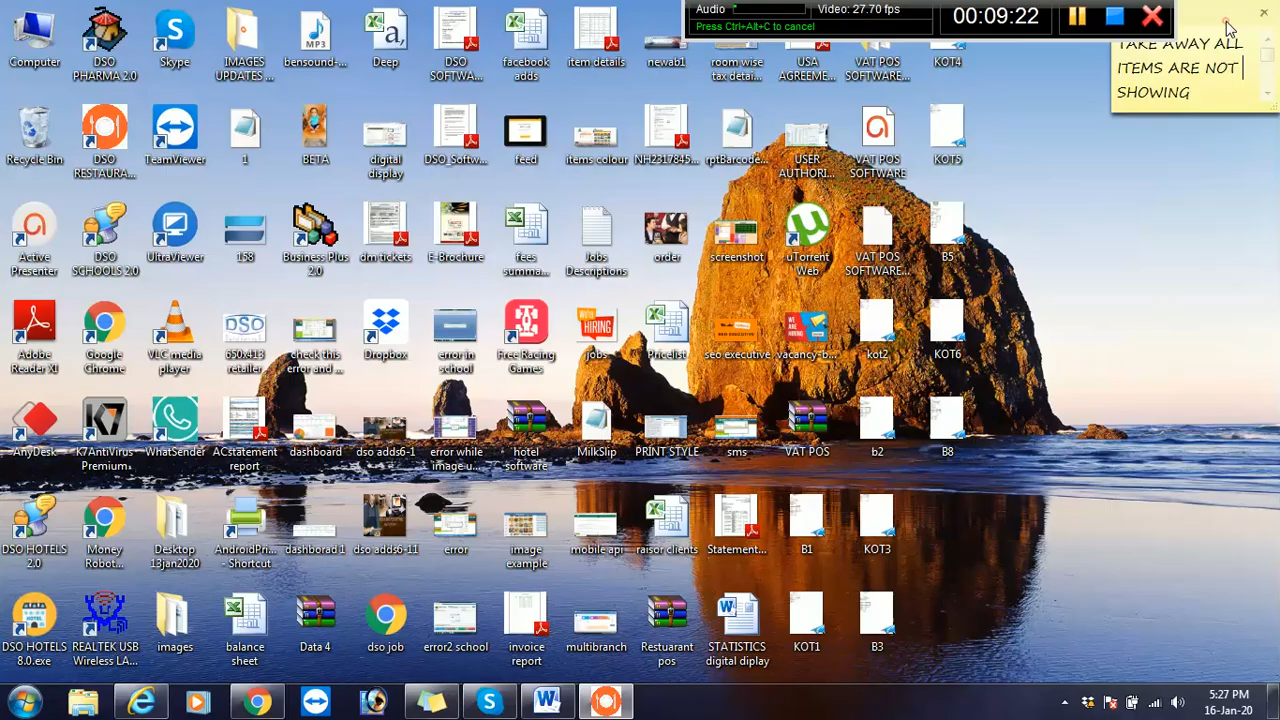 Audio
Video: 27.70 fps
00:09:22
Press Ctrl+Alt+C to cancel
TAKE AWAY ALL
ITEMS ARE NOT
SHOWING
Computer
DSO
PHARMA 2.0
Skype
IMAGES
UPDATES ...
bensound-...
Deep
DSO
SOFTWA...
facebook
adds
item details
newab1
room wise
tax detai...
USA
AGREEME...
VAT POS
SOFTWARE...
KOT4
Recycle Bin
DSO
RESTAURA...
TeamViewer
1
BETA
digital
display
DSO_Softw...
feed
items colour
NH2317845...
rptBarcode...
USER
AUTHORI...
VAT POS
SOFTWARE
KOT5
Active
Presenter
DSO
SCHOOLS 2.0
UltraViewer
158
Business Plus
2.0
dm tickets
E-Brochure
fees
summa...
Jobs
Descriptions
order
screenshot
uTorrent
Web
VAT POS
SOFTWARE...
B5
Adobe
Reader XI
Google
Chrome
VLC media
player
650x413
retailer
check this
error and ...
Dropbox
error in
school
Free Racing
Games
jobs
Pricelist
seo executive
vacancy-b...
kot2
KOT6
AnyDesk
K7AntiVirus
Premium
WhatSender
ACstatement
report
dashboard
dso adds6-1
error while
image u...
hotel
software
MilkSlip
PRINT STYLE
sms
VAT POS
b2
B8
DSO HOTELS
2.0
Money
Robot...
Desktop
13jan2020
AndroidPri...
- Shortcut
dashborad 1
dso adds6-11
error
image
example
mobile api
raisor clients
Statement...
B1
KOT3
DSO HOTELS
8.0.exe
REALTEK USB
Wireless LA...
image
balance
sheet
Data 4
dso job
error2 school
invoice
report
multibranch
Restuarant
pos
STATISTICS
digital diplay
KOT1
B3
5:27 PM
16-Jan-20